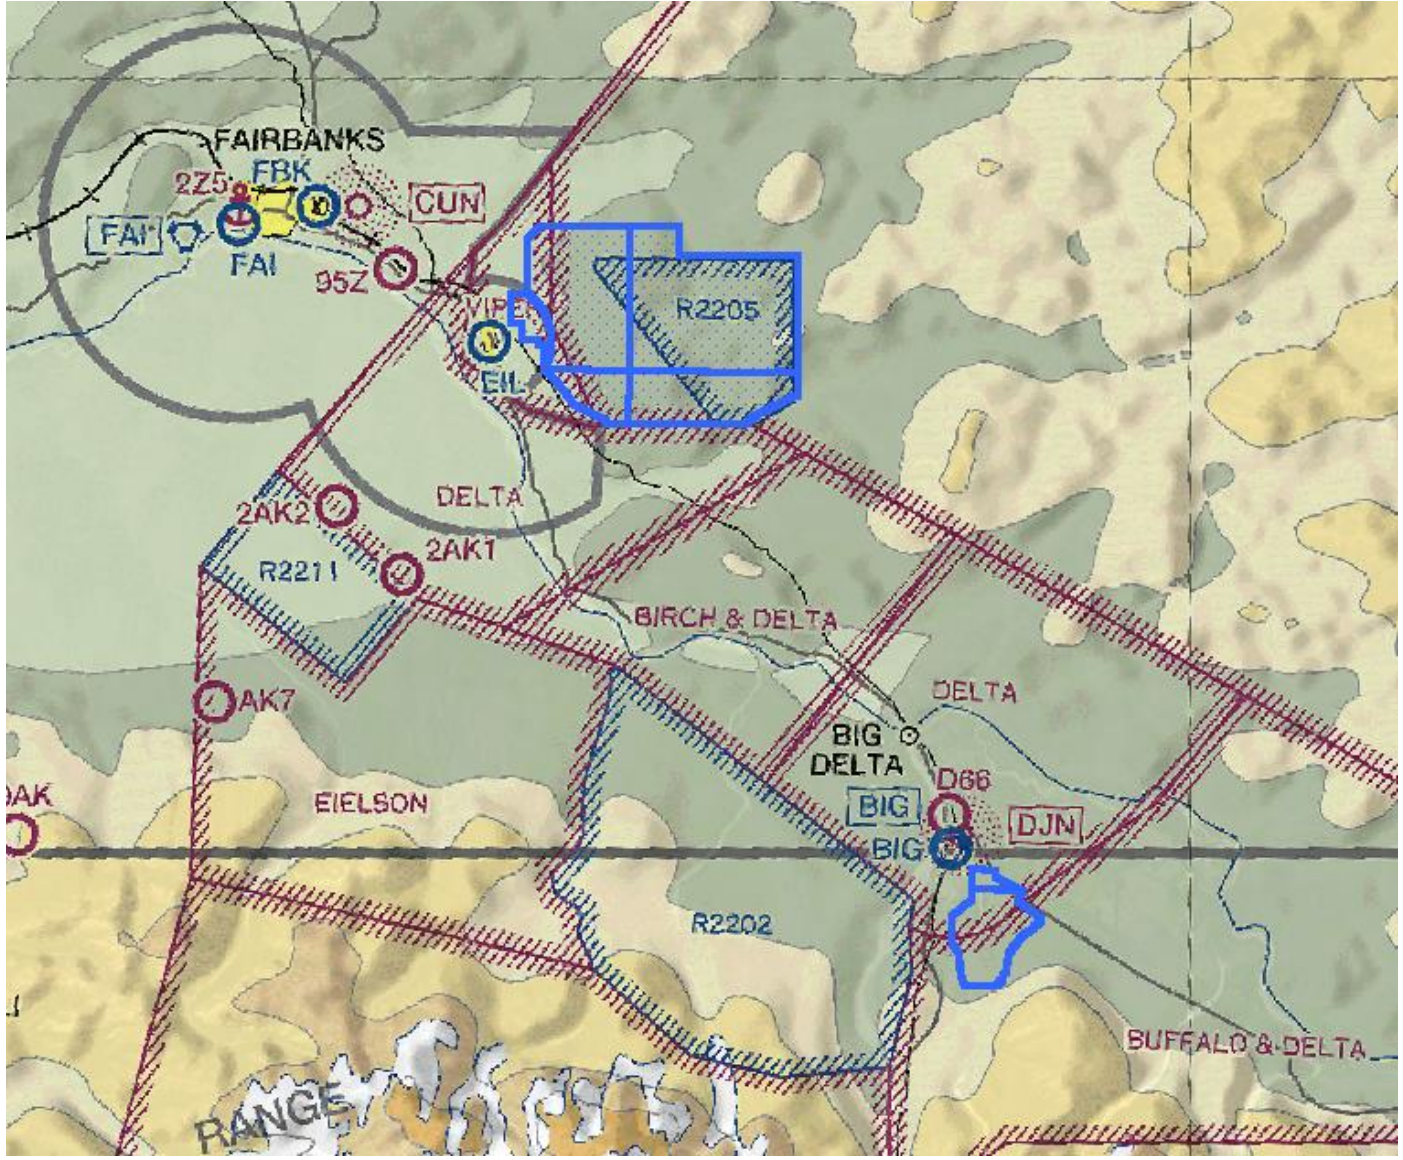 FAIRBANKS
FBK
2Z5
CUN
FAI
FAI
95Z
VIPER
R2205
EIL
DELTA
2AK2
2AK1
R2211
BIRCH & DELTA
AK7
DELTA
BIG
DELTA
D66
EIELSON
BIG
DJN
BIG
R2202
BUFFALO & DELTA
RANGE